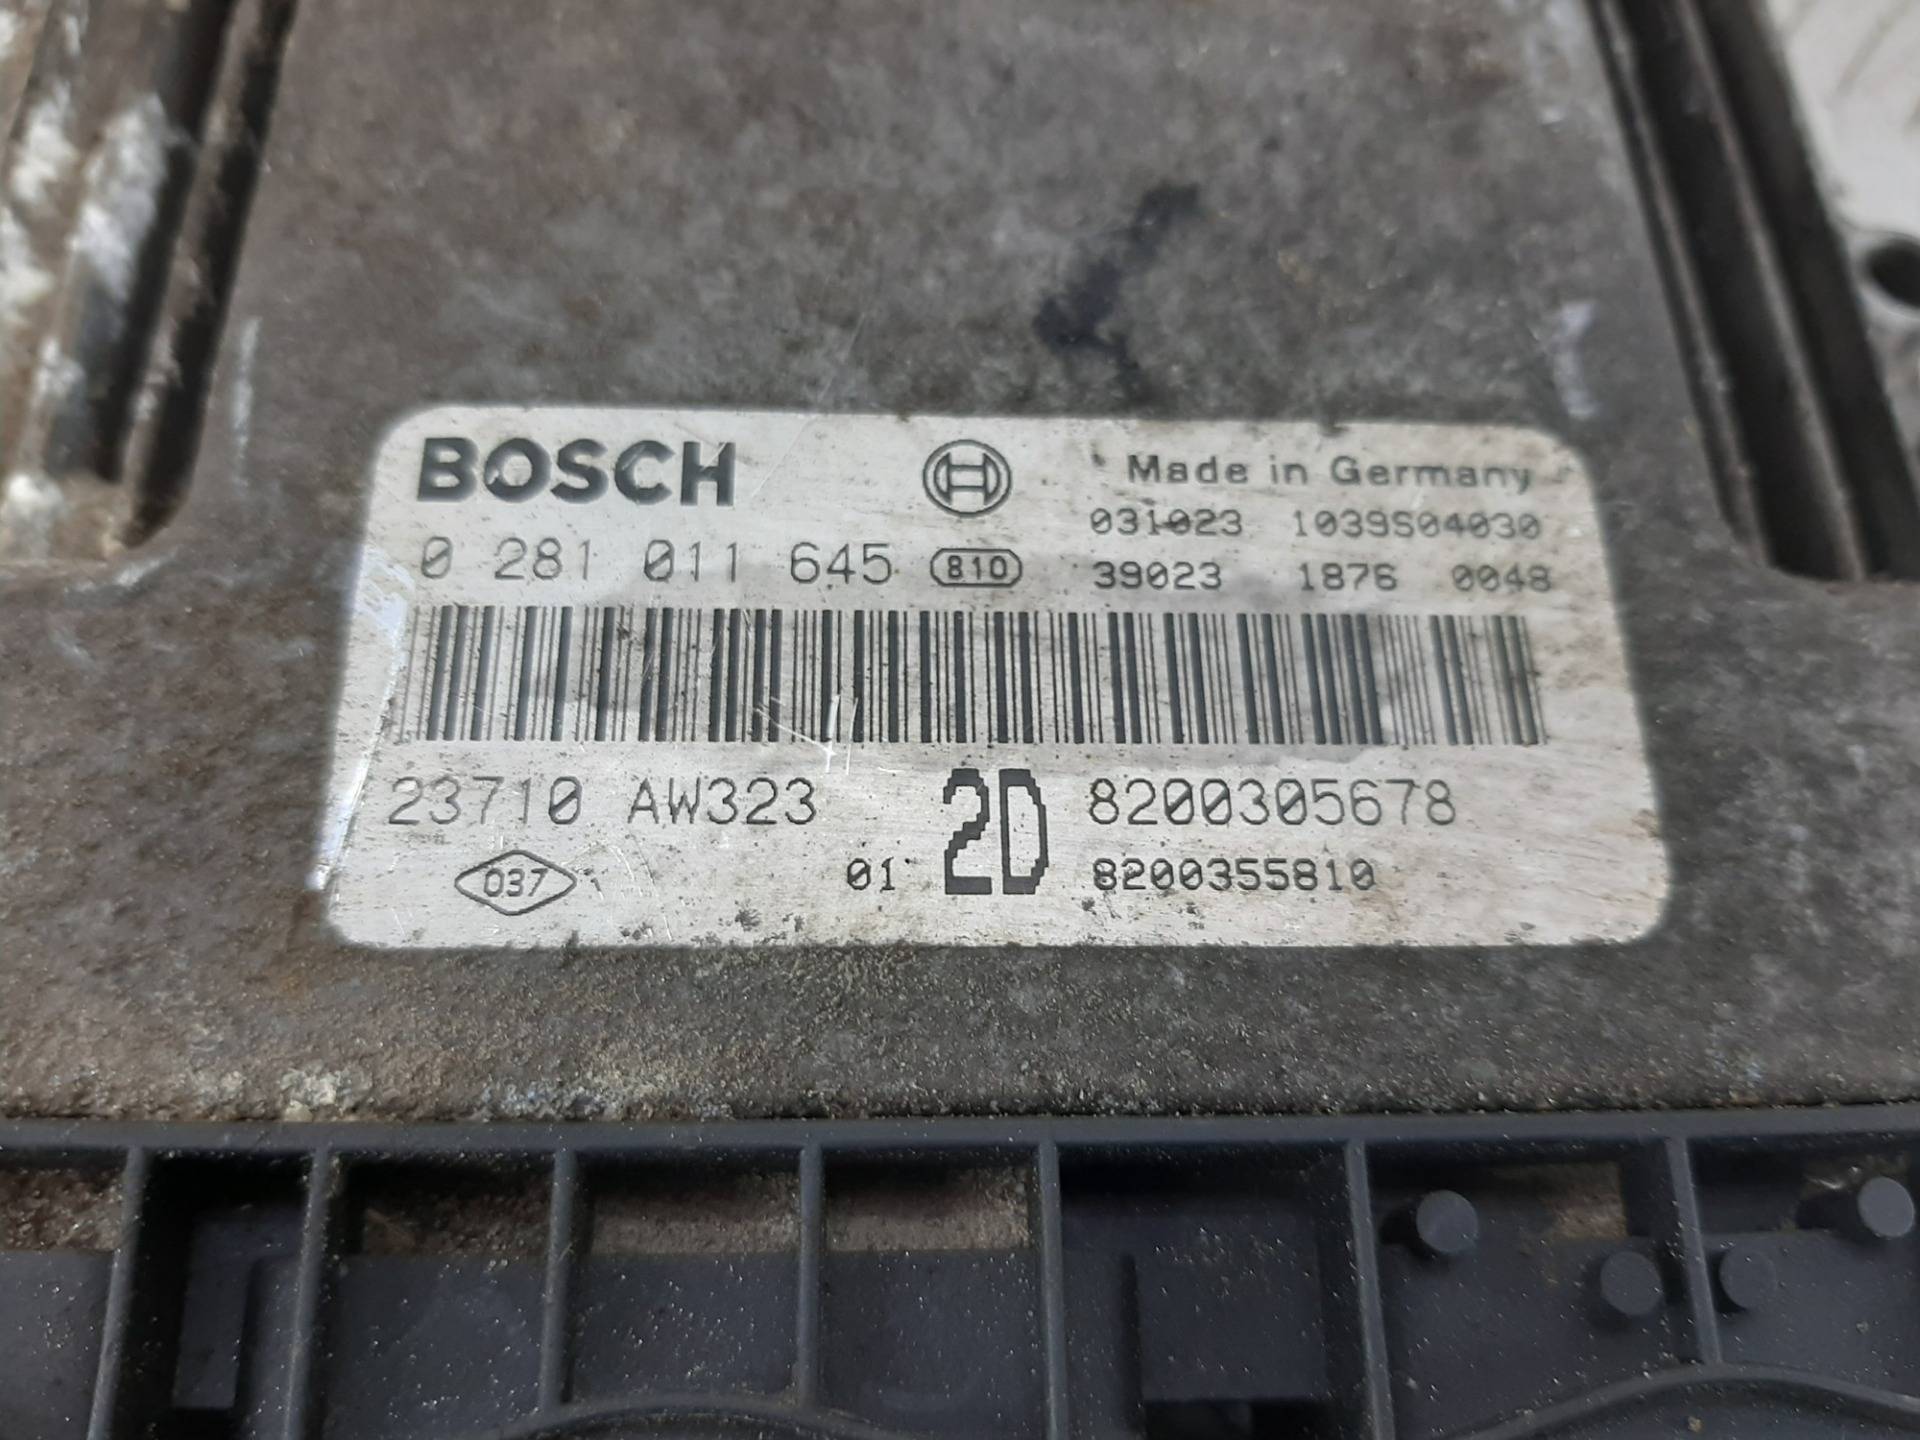 BOSCH
Made in Germany
031023 1039S04030
0 281 011 645 810
39023 1876 0048
23710 AW323 2D 8200305678
037 01 8200355810